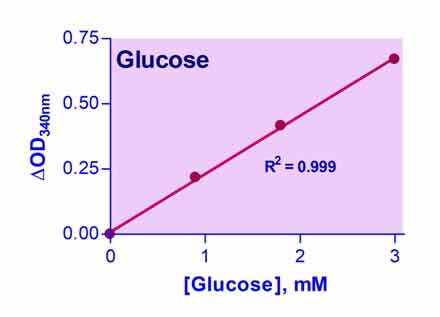 Glucose
0.75
0.50
0.25
0.00
ΔOD340nm
R2 = 0.999
0 1 2 3
[Glucose], mM